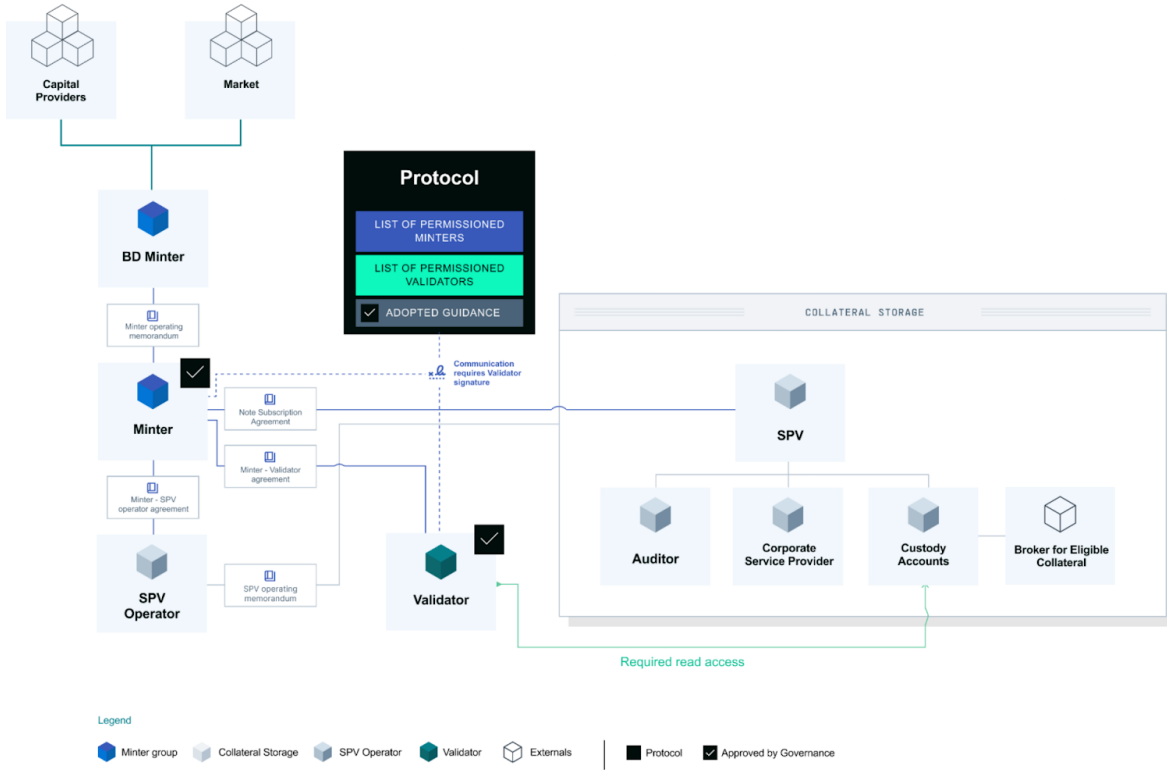 Capital
Providers
Market
Protocol
LIST OF PERMISSIONED
MINTERS
LIST OF PERMISSIONED
VALIDATORS
ADOPTED GUIDANCE
BD Minter
Minter operating
memorandum
COLLATERAL STORAGE
Communication
requires Validator
signature
Minter
Note Subscription
Agreement
SPV
Minter - Validator
agreement
Minter - SPV
operator agreement
Auditor
Corporate
Service Provider
Custody
Accounts
Broker for Eligible
Collateral
SPV
Operator
SPV operating
memorandum
Validator
Required read access
Legend
Minter group
Collateral Storage
SPV Operator
Validator
Externals
Protocol
Approved by Governance